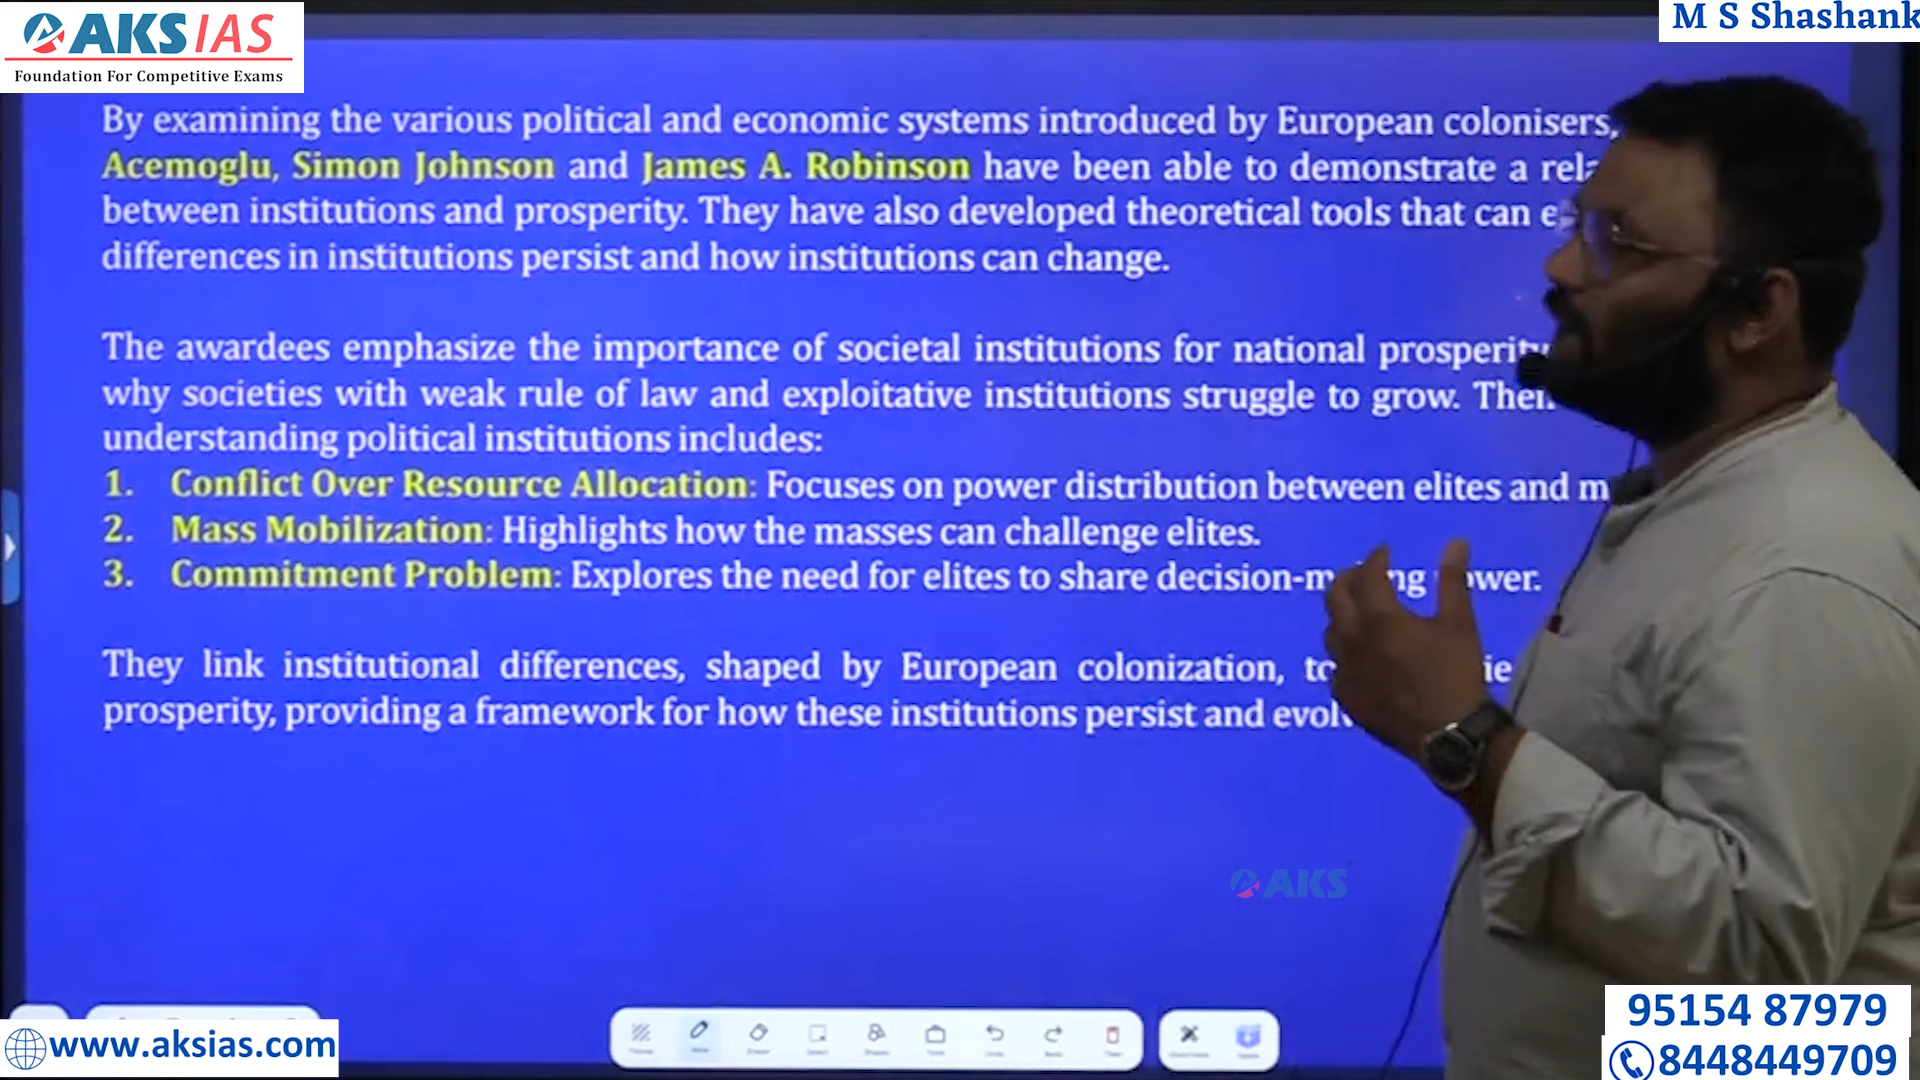 AKS IAS
Foundation For Competitive Exams
M S Shashank
By examining the various political and economic systems introduced by European colonisers,
Acemoglu, Simon Johnson and James A. Robinson have been able to demonstrate a
between institutions and prosperity. They have also developed theoretical tools that can
differences in institutions persist and how institutions can change.
The awardees emphasize the importance of societal institutions for national prosperity
why societies with weak rule of law and exploitative institutions struggle to grow.
understanding political institutions includes:
1. Conflict Over Resource Allocation: Focuses on power distribution between elites and
2. Mass Mobilization: Highlights how the masses can challenge elites.
3. Commitment Problem: Explores the need for elites to share decision-making power.
They link institutional differences, shaped by European colonization, to
prosperity, providing a framework for how these institutions persist and
AKS
www.aksias.com
95154 87979
8448449709